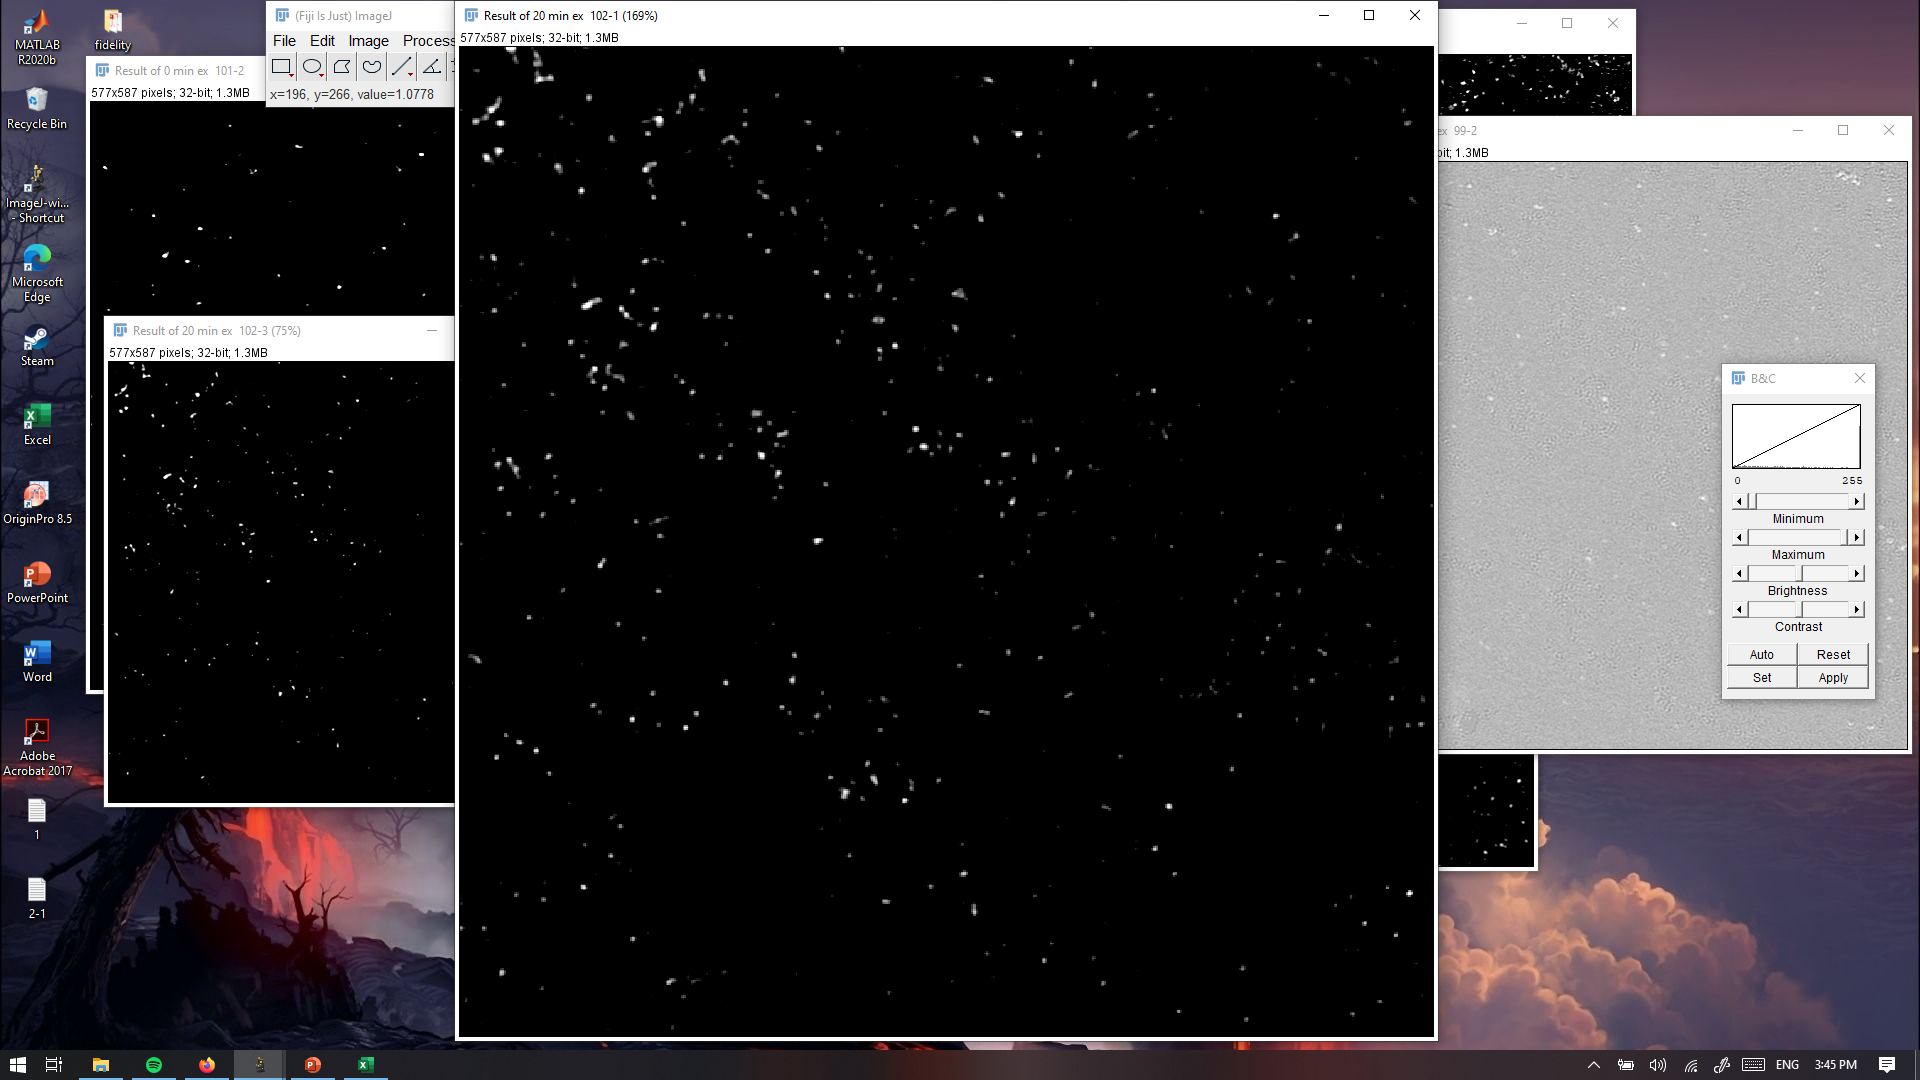 MATLAB
R2020b
fidelity
Recycle Bin
ImageJ-wi...
- Shortcut
Microsoft
Edge
Steam
Excel
OriginPro 8.5
PowerPoint
Word
Adobe
Acrobat 2017
1
2-1
Result of 0 min ex 101-2
577x587 pixels; 32-bit; 1.3MB
(Fiji Is Just) ImageJ
File Edit Image Process
x=196, y=266, value=1.0778
Result of 20 min ex 102-3 (75%)
577x587 pixels; 32-bit; 1.3MB
Result of 20 min ex 102-1 (169%)
577x587 pixels; 32-bit; 1.3MB
ex 99-2
bit; 1.3MB
B&C
0 255
Minimum
Maximum
Brightness
Contrast
Auto Reset
Set Apply
ENG 3:45 PM